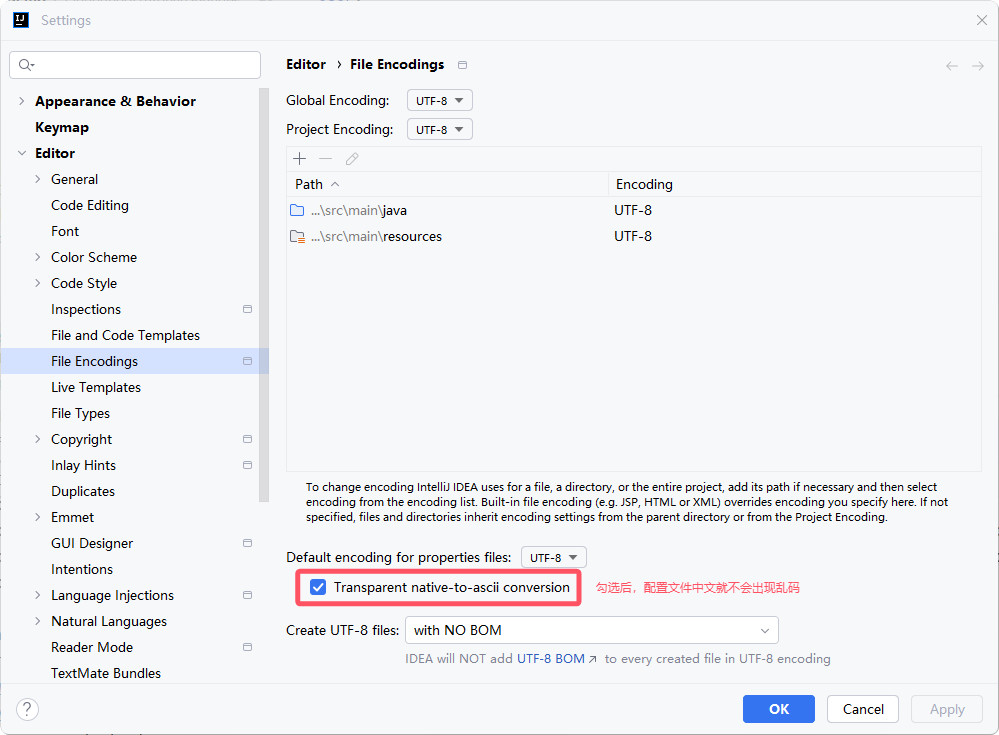 Settings
Editor › File Encodings
Global Encoding: UTF-8
Project Encoding: UTF-8
Path Encoding
...\src\main\java UTF-8
...\src\main\resources UTF-8
To change encoding IntelliJ IDEA uses for a file, a directory, or the entire project, add its path if necessary and then select
encoding from the encoding list. Built-in file encoding (e.g. JSP, HTML or XML) overrides encoding you specify here. If not
specified, files and directories inherit encoding settings from the parent directory or from the Project Encoding.
Default encoding for properties files: UTF-8
Transparent native-to-ascii conversion 勾选后，配置文件中文就不会出现乱码
Create UTF-8 files: with NO BOM
IDEA will NOT add UTF-8 BOM ↗ to every created file in UTF-8 encoding
Appearance & Behavior
Keymap
Editor
General
Code Editing
Font
Color Scheme
Code Style
Inspections
File and Code Templates
File Encodings
Live Templates
File Types
Copyright
Inlay Hints
Duplicates
Emmet
GUI Designer
Intentions
Language Injections
Natural Languages
Reader Mode
TextMate Bundles
?
OK Cancel Apply